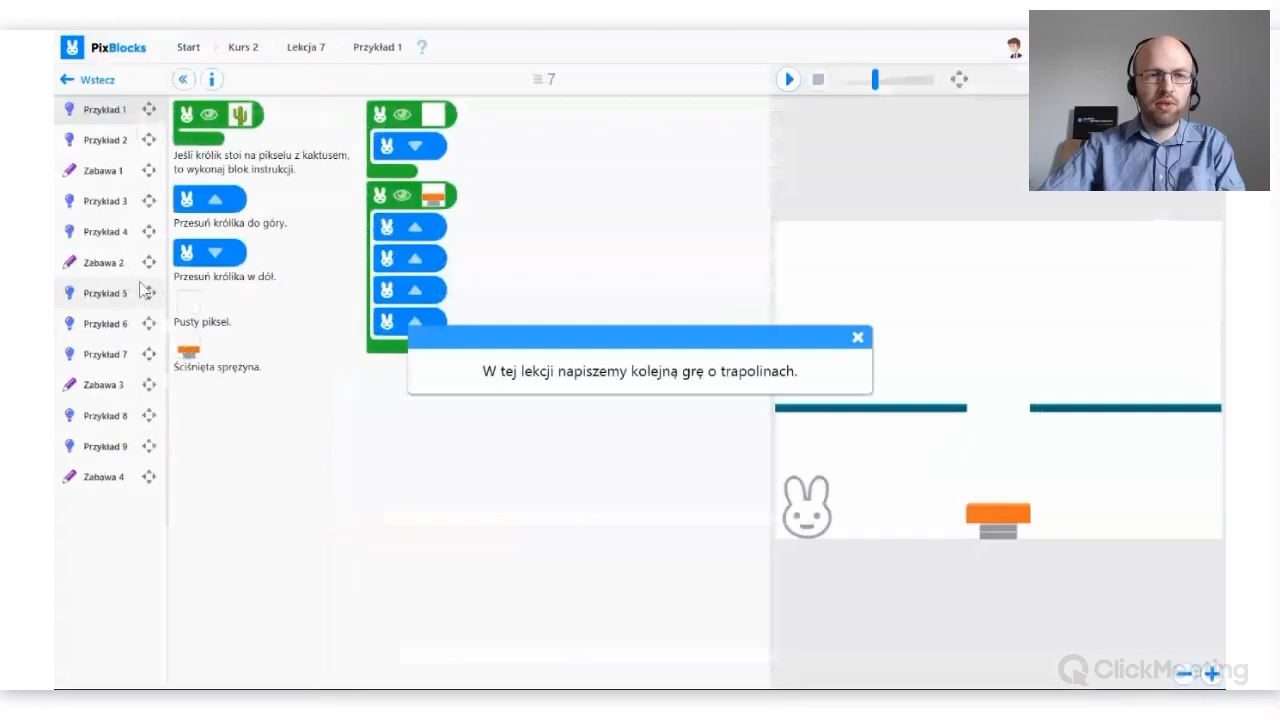 PixBlocks
Start
Kurs 2
Lekcja 7
Przykład 1
?
Wstecz
7
Przykład 1
Przykład 2
Zabawa 1
Przykład 3
Przykład 4
Zabawa 2
Przykład 5
Przykład 6
Przykład 7
Zabawa 3
Przykład 8
Przykład 9
Zabawa 4
Jeśli królik stoi na pikselu z kaktusem,
to wykonaj blok instrukcji.
Przesuń królika do góry.
Przesuń królika w dół.
Pusty piksel.
Ściśnięta sprężyna.
W tej lekcji napiszemy kolejną grę o trapolinach.
ClickMeeting